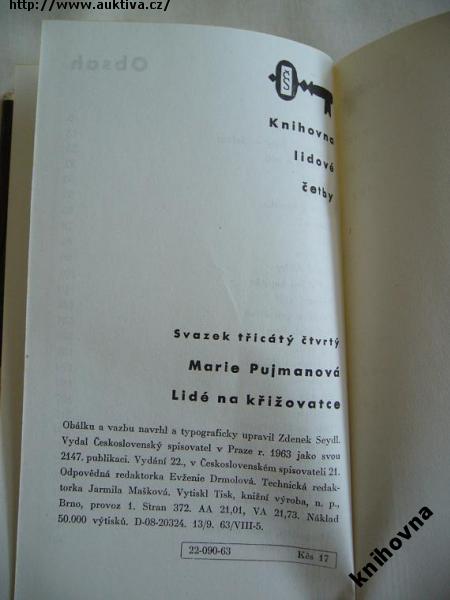 http://www.auktiva.cz/
Obsah
ČS
Knihovna
lidové
četby
Svazek třicátý čtvrtý
Marie Pujmanová
Lidé na křižovatce
Obálku a vazbu navrhl a typograficky upravil Zdenek Seydl.
Vydal Československý spisovatel v Praze r. 1963 jako svou
2147. publikaci. Vydání 22., v Československém spisovateli 21.
Odpovědná redaktorka Evženie Drmolová. Technická redak-
torka Jarmila Mašková. Vytiskl Tisk, knižní výroba, n. p.,
Brno, provoz 1. Stran 372. AA 21,01, VA 21,73. Náklad
50.000 výtisků. D-08-20324. 13/9. 63/VIII-5.
22-090-63 Kčs 17
knihovna